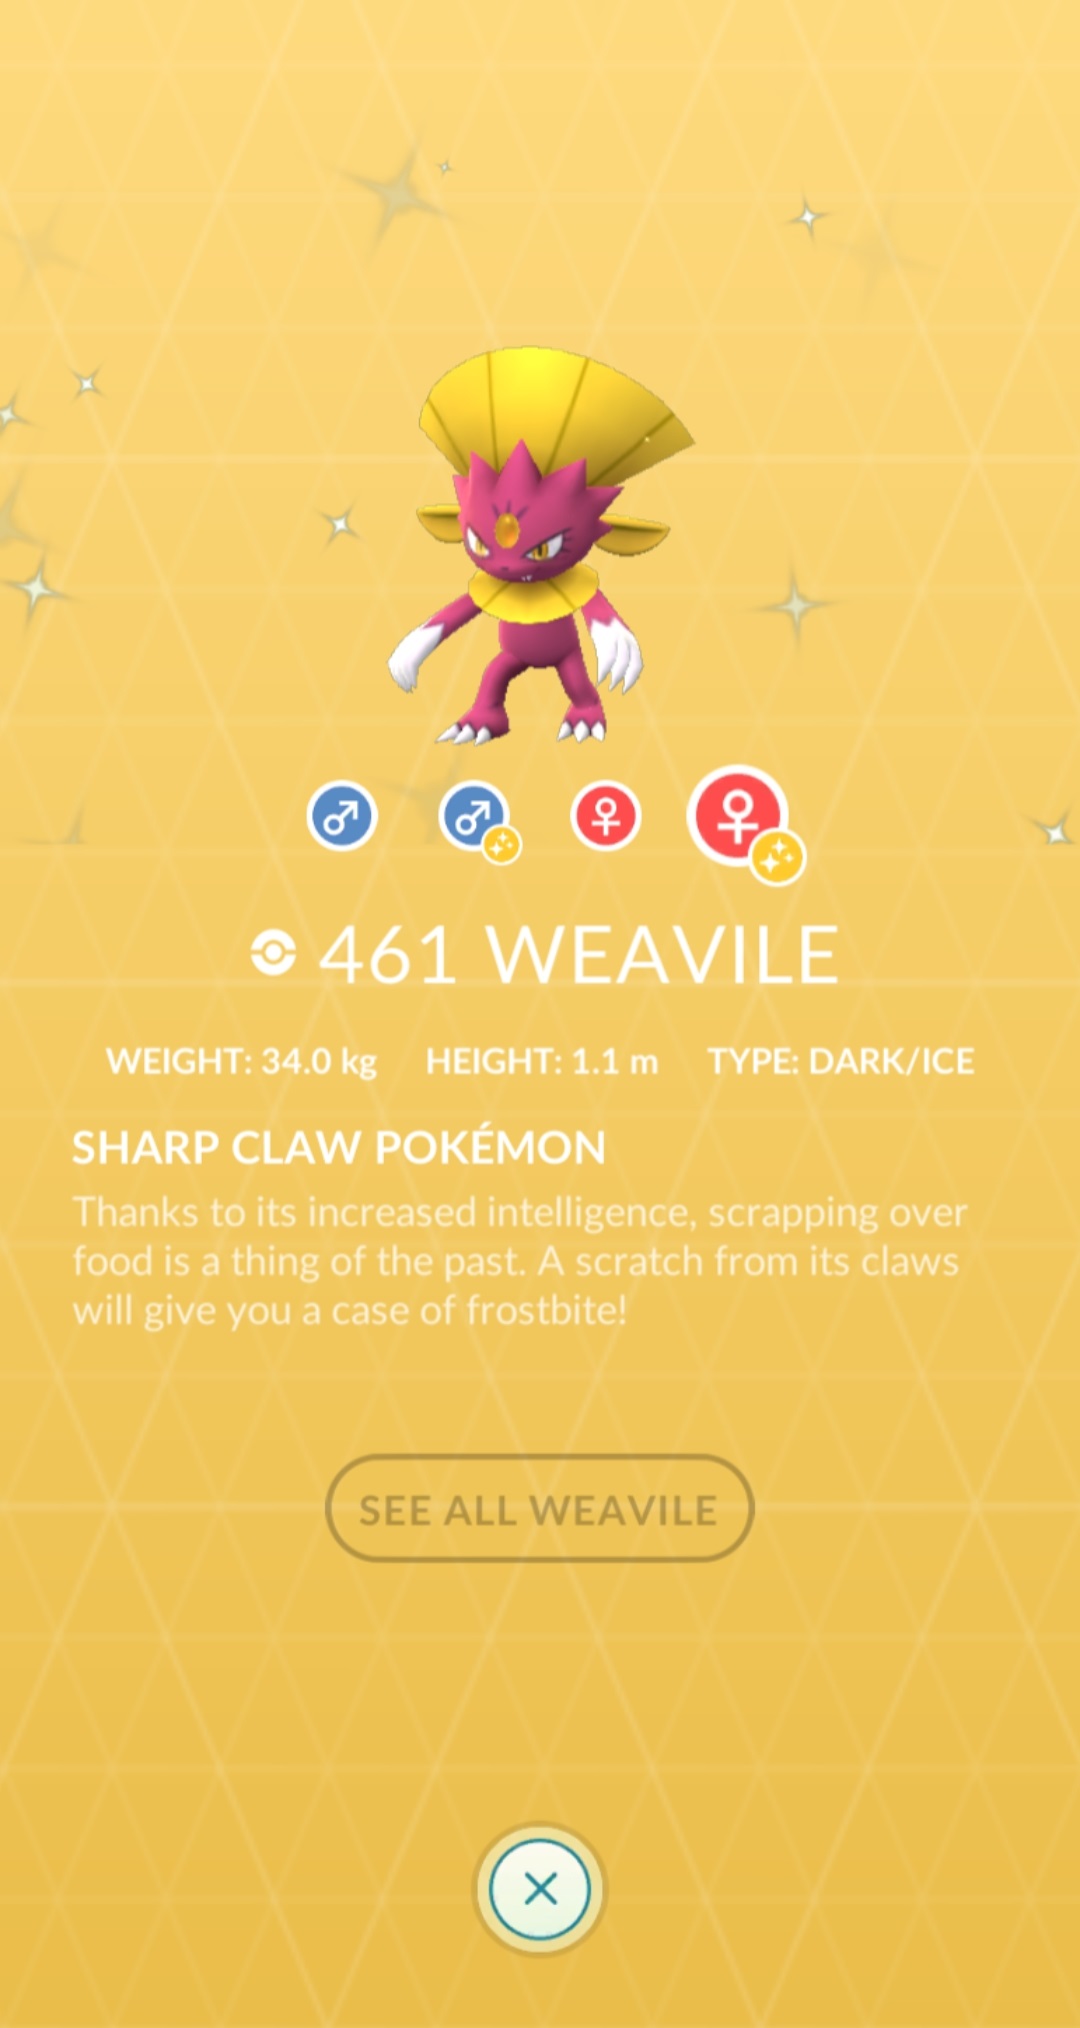 461 WEAVILE
WEIGHT: 34.0 kg HEIGHT: 1.1 m TYPE: DARK/ICE
SHARP CLAW POKÉMON
Thanks to its increased intelligence, scrapping over
food is a thing of the past. A scratch from its claws
will give you a case of frostbite!
SEE ALL WEAVILE